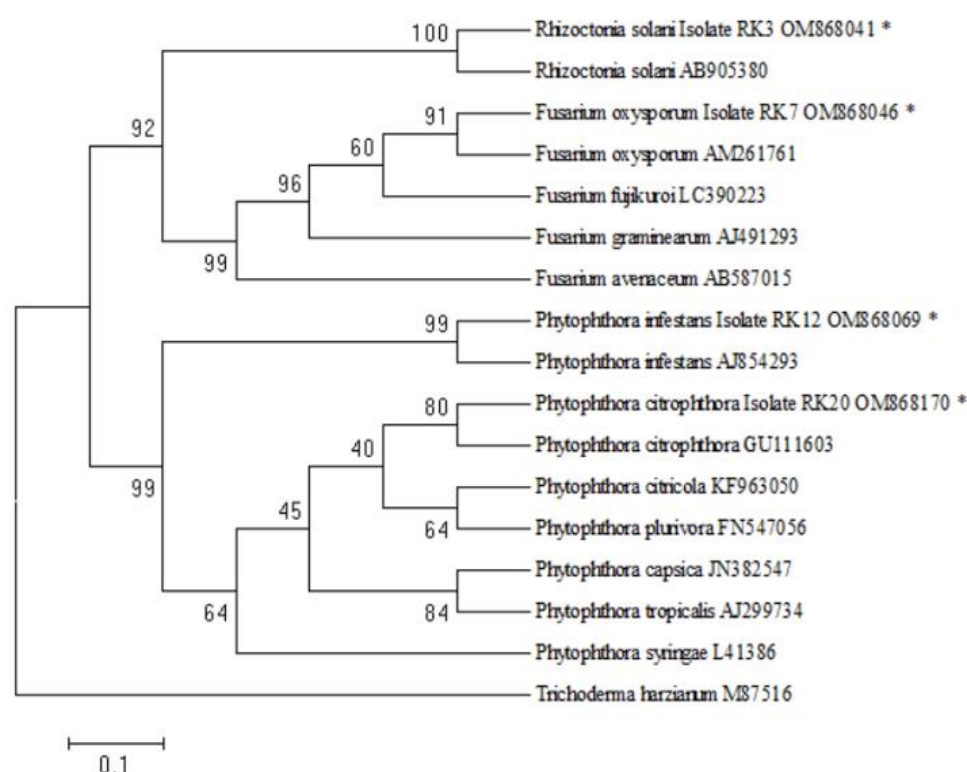 100
Rhizoctonia solani Isolate RK3 OM868041 *
Rhizoctonia solani AB905380
92
91
Fusarium oxysporum Isolate RK7 OM868046 *
60
Fusarium oxysporum AM261761
96
Fusarium fujikuroi LC390223
Fusarium graminearum AJ491293
99
Fusarium avenaceum AB587015
99
Phytophthora infestans Isolate RK12 OM868069 *
Phytophthora infestans AJ854293
80
Phytophthora citrophthora Isolate RK20 OM868170 *
40
Phytophthora citrophthora GU111603
99
45
Phytophthora citricola KF963050
64
Phytophthora plurivora FN547056
Phytophthora capsica JN382547
64
84
Phytophthora tropicalis AJ299734
Phytophthora syringae L41386
Trichoderma harzianum M87516
0.1